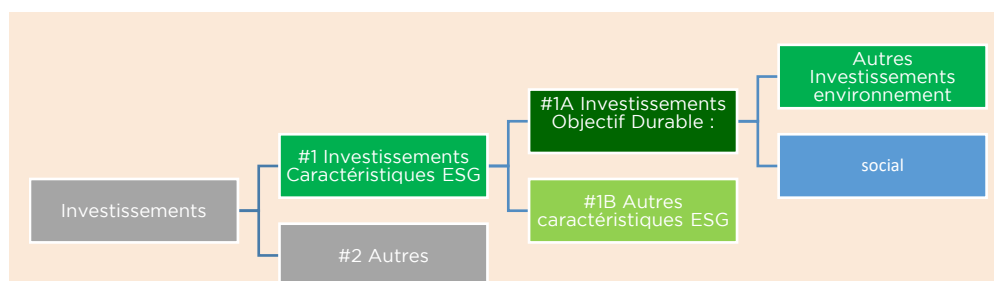 Investissements
#1 Investissements
Caractéristiques ESG
#2 Autres
#1A Investissements
Objectif Durable :
#1B Autres
caractéristiques ESG
Autres
Investissements
environnement
social